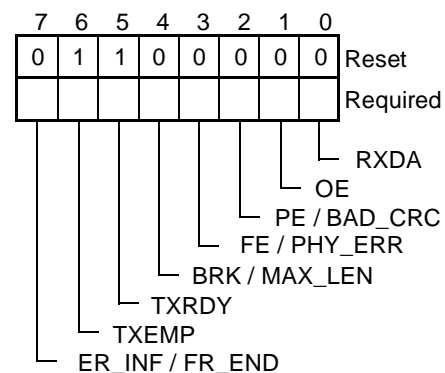 7 6 5 4 3 2 1 0
0 1 1 0 0 0 0 0 Reset
Required
RXDA
OE
PE / BAD_CRC
FE / PHY_ERR
BRK / MAX_LEN
TXRDY
TXEMP
ER_INF / FR_END